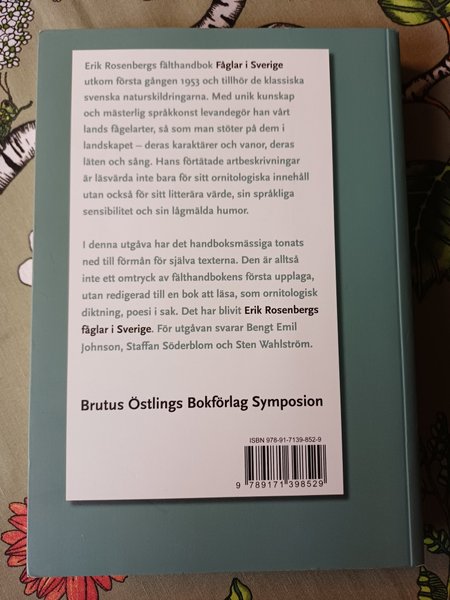 Erik Rosenbergs fälthandbok Fåglar i Sverige
utkom första gången 1953 och tillhör de klassiska
svenska naturskildringarna. Med unik kunskap
och mästerlig språkkonst levandegör han vårt
lands fågelarter, så som man stöter på dem i
landskapet – deras karaktärer och vanor, deras
läten och sång. Hans förtätade artbeskrivningar
är läsvärda inte bara för sitt ornitologiska innehåll
utan också för sitt litterära värde, sin språkliga
sensibilitet och sin lågmälda humor.
I denna utgåva har det handboksmässiga tonats
ned till förmån för själva texterna. Den är alltså
inte ett omtryck av fälthandbokens första upplaga,
utan redigerad till en bok att läsa, som ornitologisk
diktning, poesi i sak. Det har blivit Erik Rosenbergs
fåglar i Sverige. För utgåvan svarar Bengt Emil
Johnson, Staffan Söderblom och Sten Wahlström.
Brutus Östlings Bokförlag Symposion
ISBN 978-91-7139-852-9
9 789171 398529